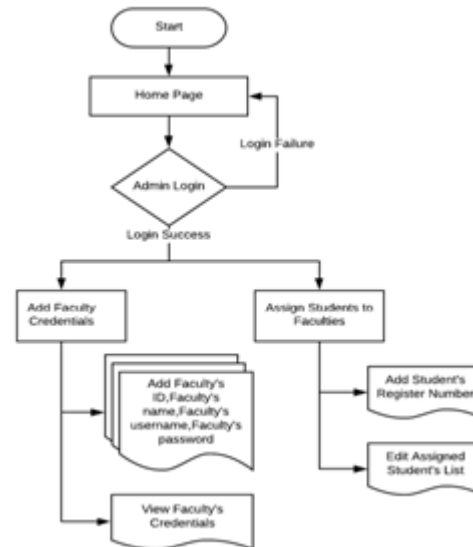 Start
Home Page
Login Failure
Admin Login
Login Success
Add Faculty
Credentials
Assign Students to
Faculties
Add Faculty's
ID,Faculty's
name,Faculty's
username,Faculty's
password
Add Student's
Register Number
Edit Assigned
Student's List
View Faculty's
Credentials